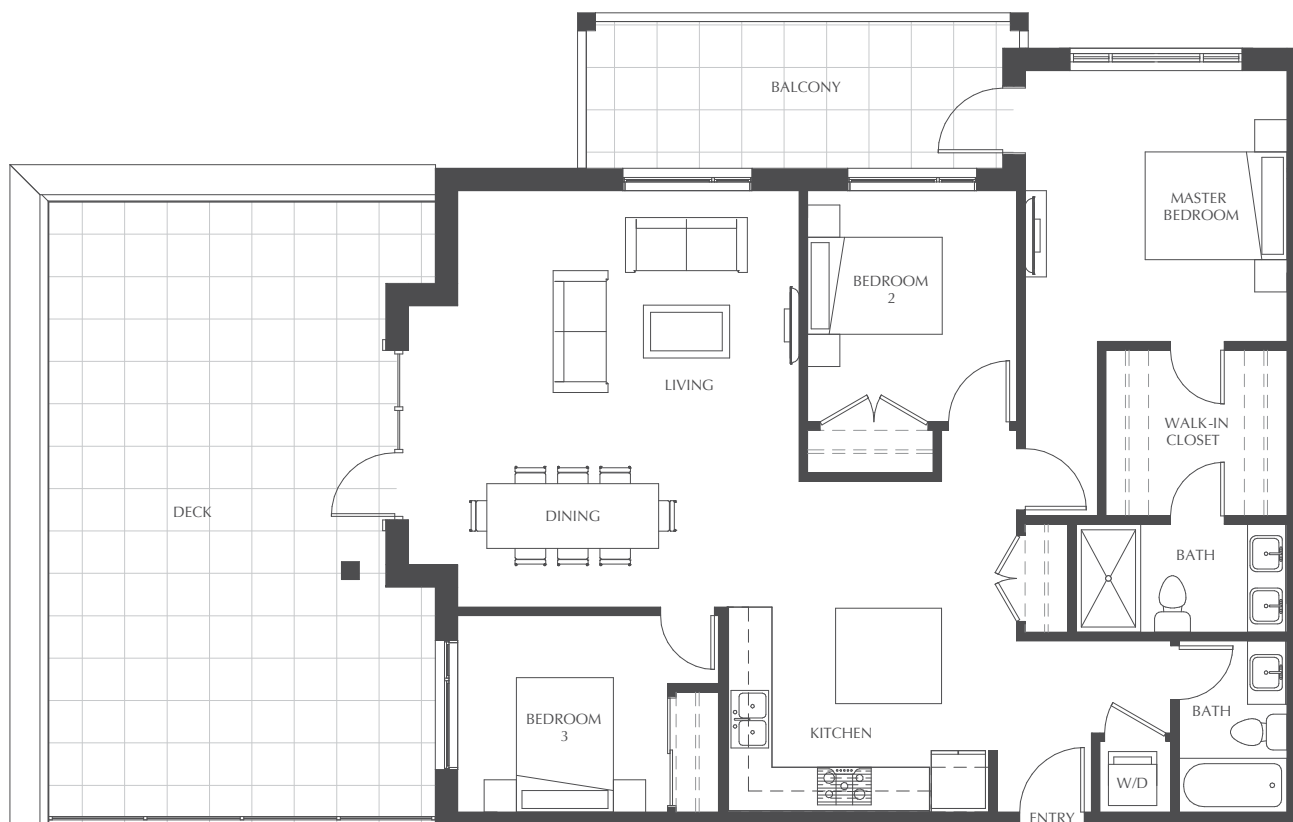 BALCONY
MASTER
BEDROOM
BEDROOM
2
LIVING
WALK-IN
CLOSET
DECK
DINING
BATH
BEDROOM
3
KITCHEN
BATH
W/D
ENTRY